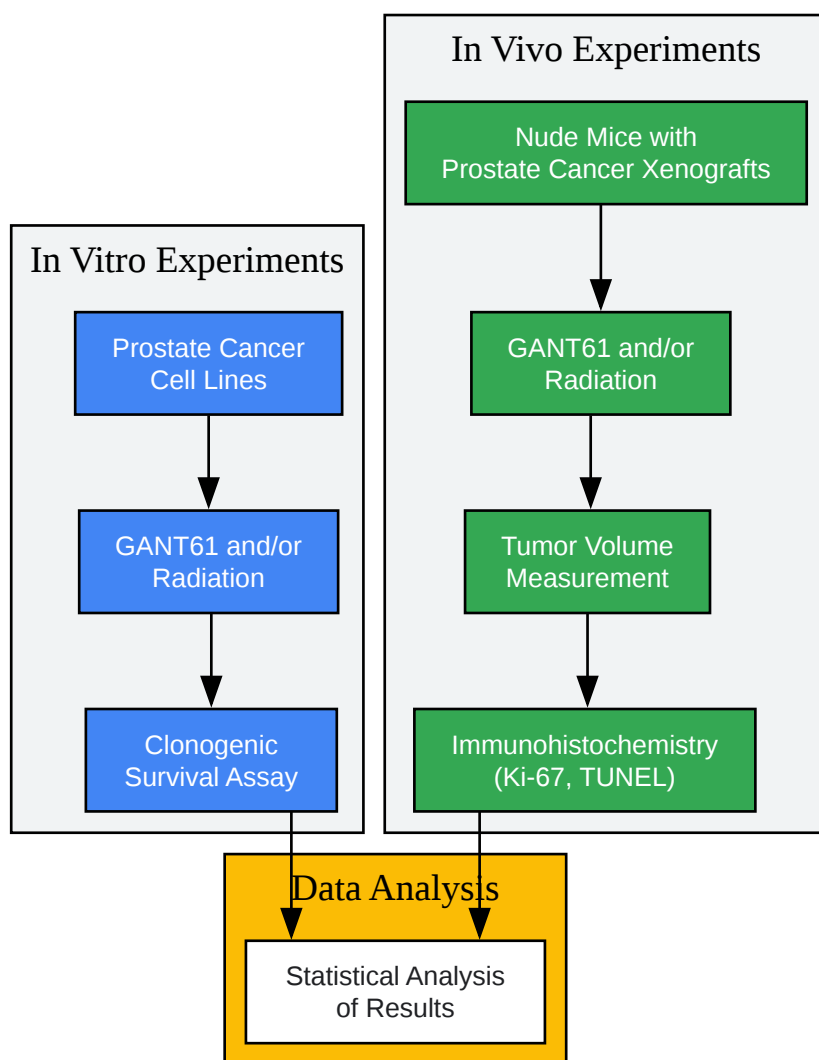 In Vivo Experiments
Nude Mice with
Prostate Cancer Xenografts
GANT61 and/or
Radiation
Tumor Volume
Measurement
Immunohistochemistry
(Ki-67, TUNEL)
In Vitro Experiments
Prostate Cancer
Cell Lines
GANT61 and/or
Radiation
Clonogenic
Survival Assay
Data Analysis
Statistical Analysis
of Results